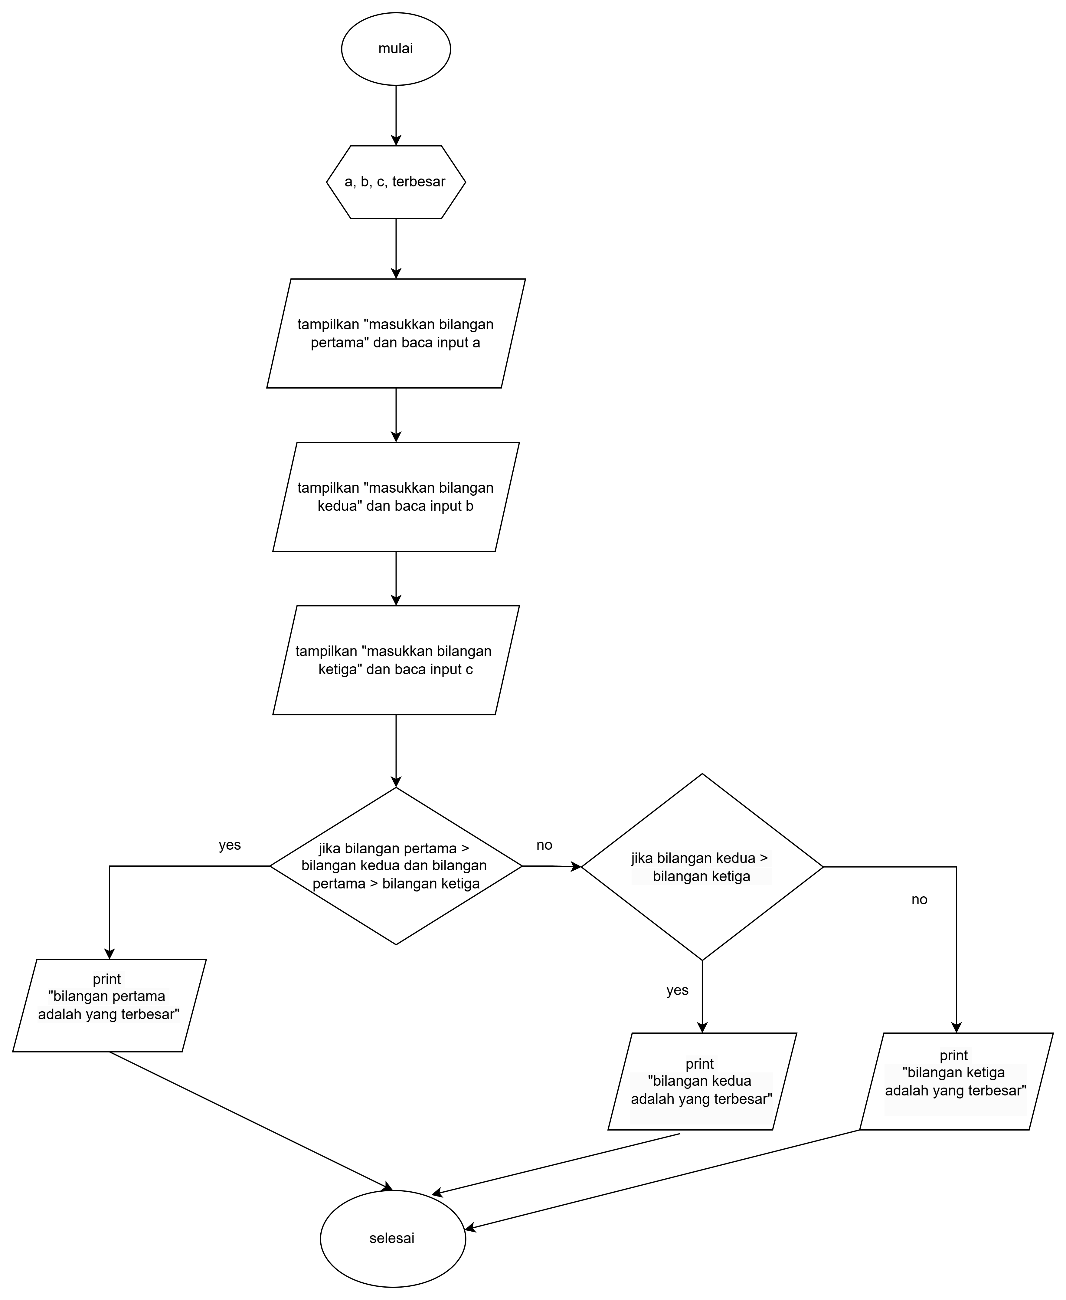 mulai
a, b, c, terbesar
tampilkan "masukkan bilangan
pertama" dan baca input a
tampilkan "masukkan bilangan
kedua" dan baca input b
tampilkan "masukkan bilangan
ketiga" dan baca input c
jika bilangan pertama >
bilangan kedua dan bilangan
pertama > bilangan ketiga
yes
no
jika bilangan kedua >
bilangan ketiga
no
yes
print
"bilangan pertama
adalah yang terbesar"
print
"bilangan kedua
adalah yang terbesar"
print
"bilangan ketiga
adalah yang terbesar"
selesai